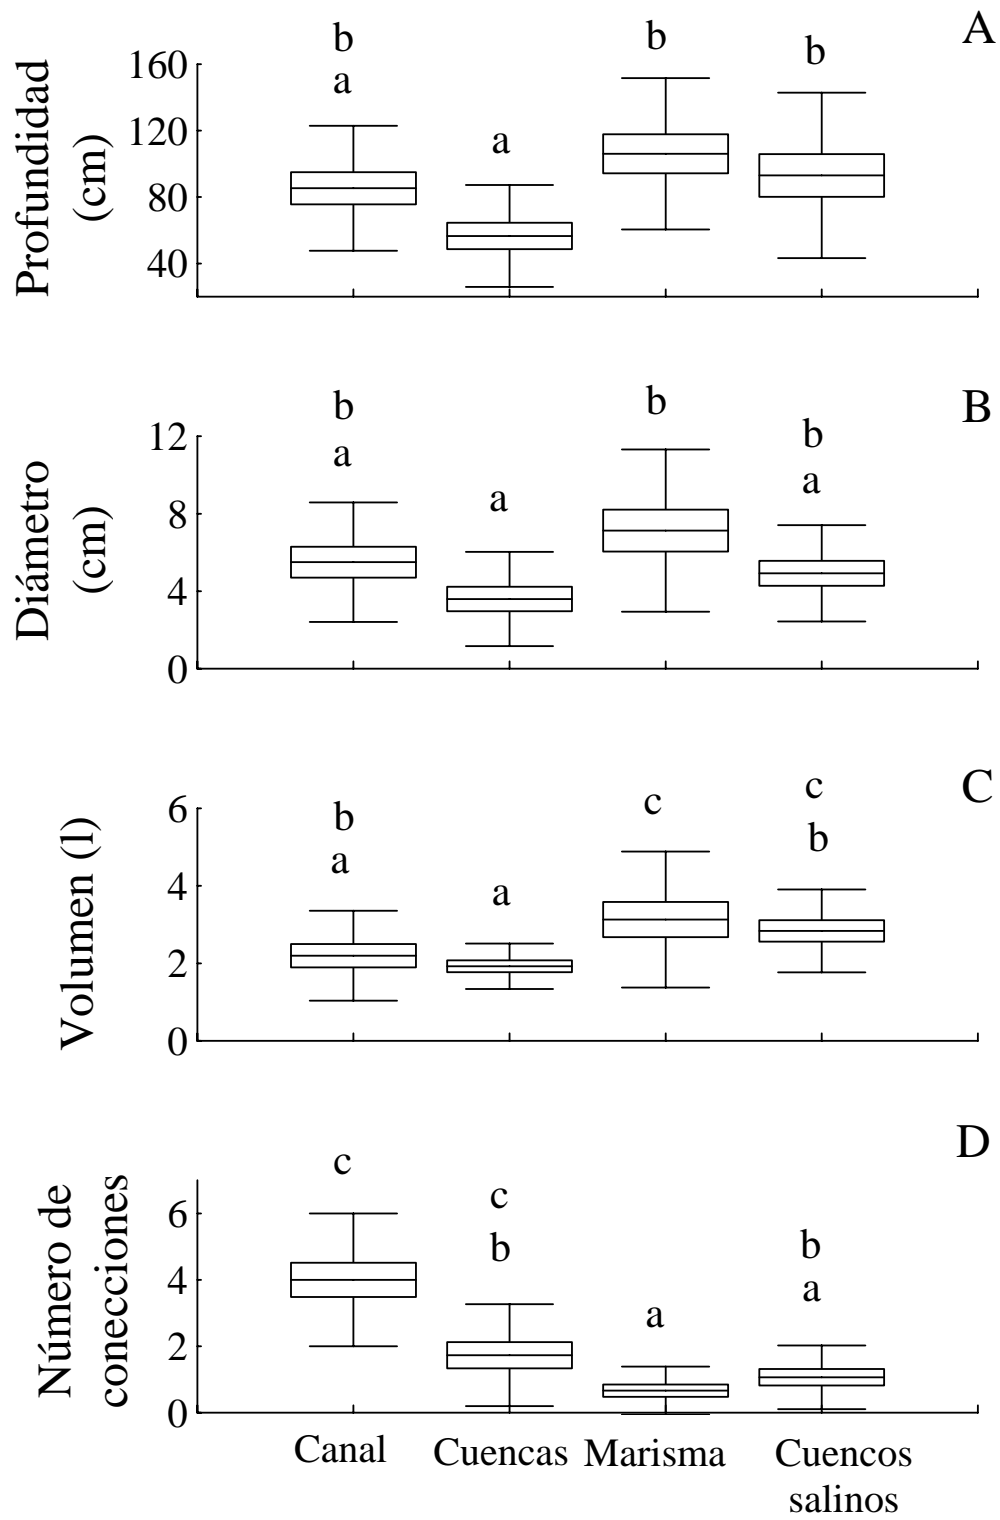 A
b
a
a
b
b
Profundidad
(cm)
160
120
80
40
B
b
a
a
b
b
a
Diámetro
(cm)
12
8
4
0
C
b
a
a
c
c
b
Volumen (l)
6
4
2
0
D
c
c
b
a
b
a
Número de
conecciones
6
4
2
0
Canal
Cuencas
Marisma
Cuencos
salinos